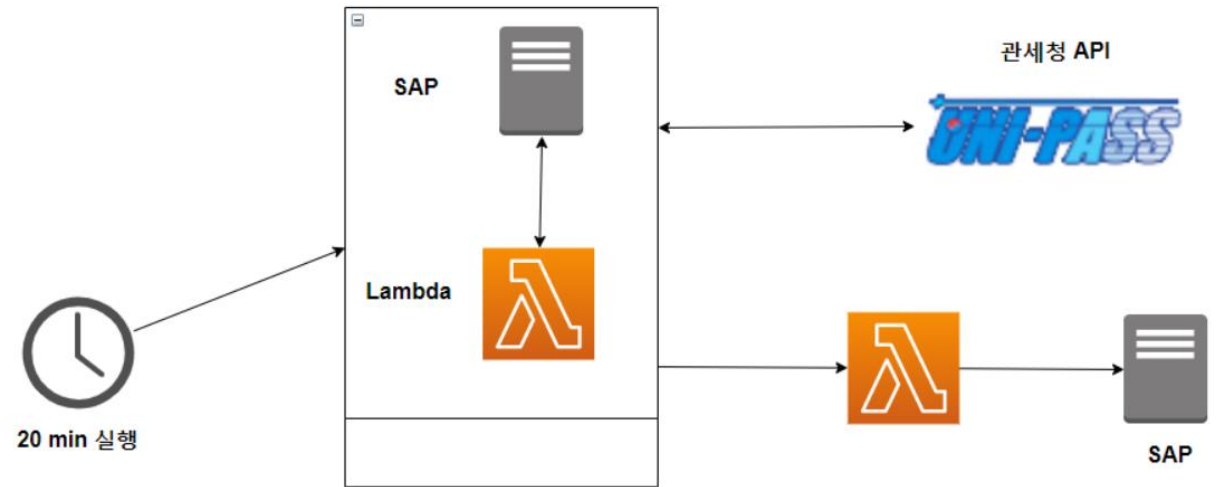 SAP
관세청 API
UNI-PASS
Lambda
20 min 실행
SAP